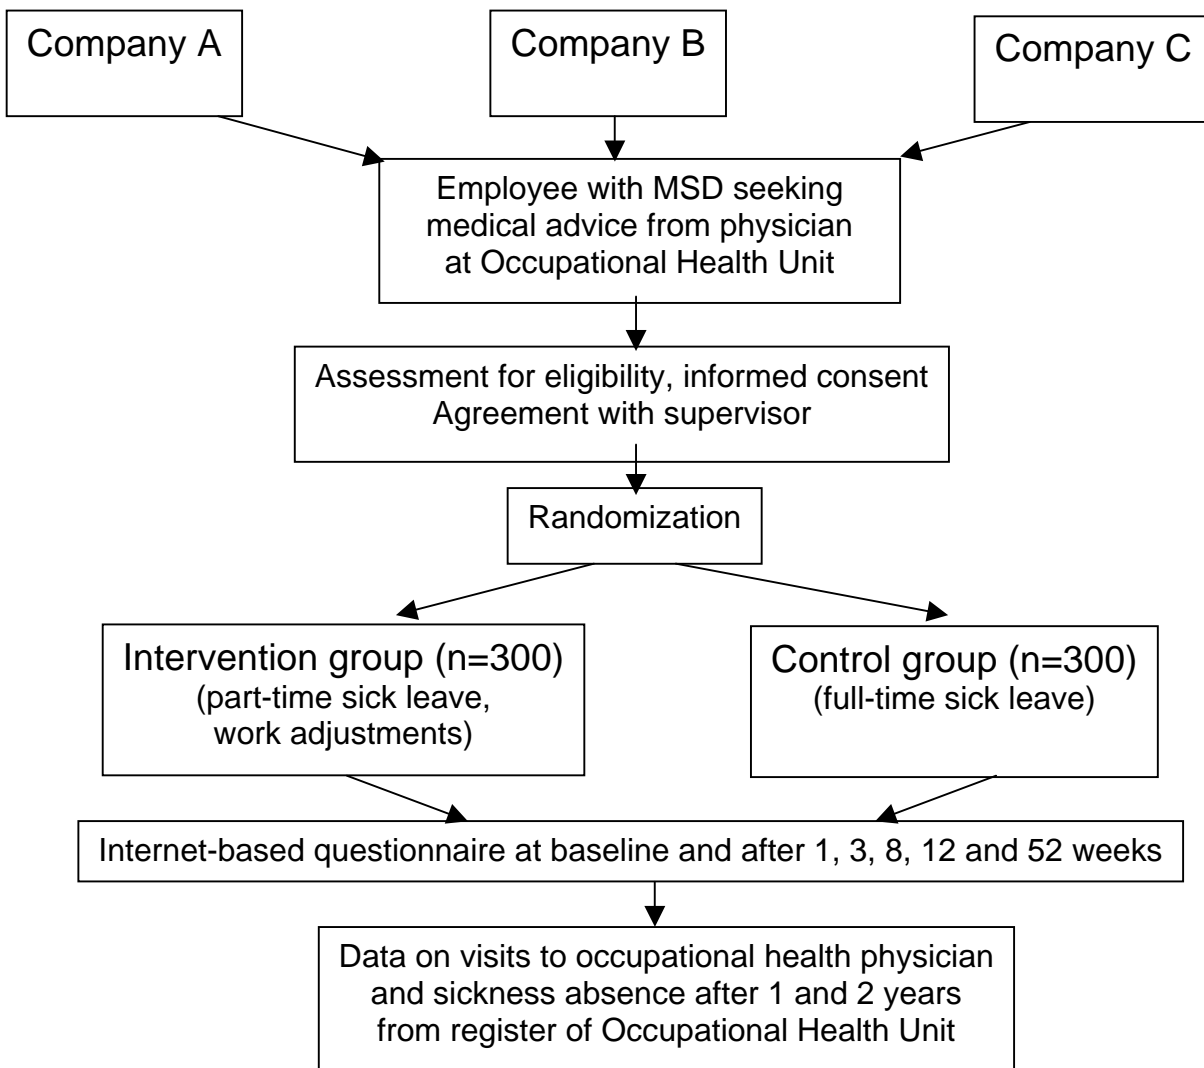 Company A
Company B
Company C
Employee with MSD seeking
medical advice from physician
at Occupational Health Unit
Assessment for eligibility, informed consent
Agreement with supervisor
Randomization
Intervention group (n=300)
(part-time sick leave,
work adjustments)
Control group (n=300)
(full-time sick leave)
Internet-based questionnaire at baseline and after 1, 3, 8, 12 and 52 weeks
Data on visits to occupational health physician
and sickness absence after 1 and 2 years
from register of Occupational Health Unit